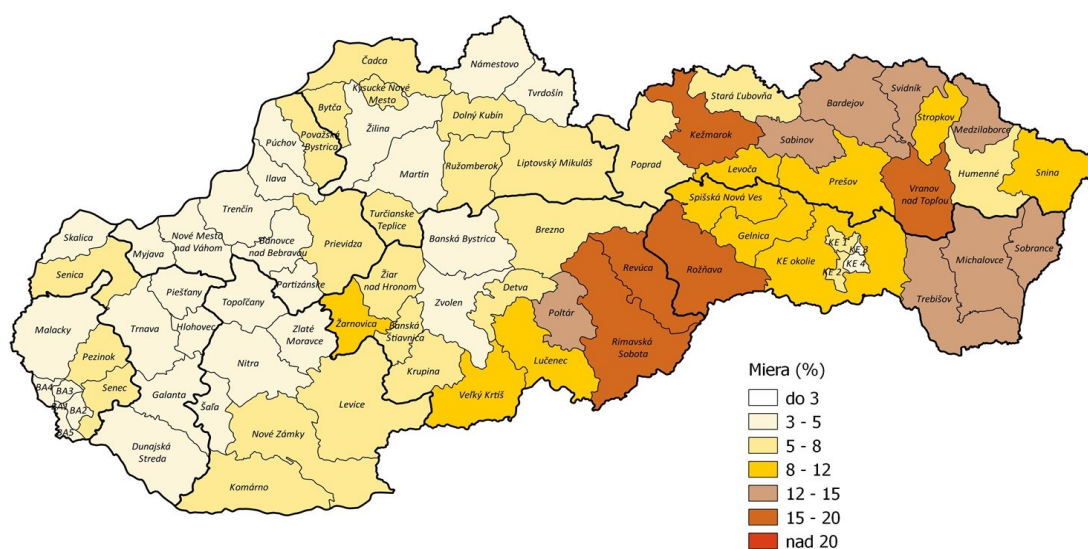 Čadca
Námestovo
Tvrdošín
Kysucké Nové
Mesto
Bytča
Žilina
Dolný Kubín
Považská
Bystrica
Púchov
Ilava
Martin
Ružomberok
Liptovský Mikuláš
Poprad
Kežmarok
Stará Ľubovňa
Sabinov
Bardejov
Svidník
Stropkov
Medzilaborce
Levoča
Prešov
Vranov
nad Topľou
Humenné
Snina
Trenčín
Turčianske
Teplice
Spišská Nová Ves
Gelnica
KE okolie
KE 1
KE 3
KE 4
KE 2
Skalica
Myjava
Nové Mesto
nad Váhom
Bánovce
nad Bebravou
Prievidza
Banská Bystrica
Brezno
Revúca
Rožňava
Michalovce
Sobrance
Trebišov
Senica
Piešťany
Topoľčany
Partizánske
Žiar
nad Hronom
Zvolen
Detva
Poltár
Rimavská
Sobota
Malacky
Trnava
Hlohovec
Nitra
Zlaté
Moravce
Žarnovica
Banská
Štiavnica
Krupina
Lučenec
Veľký Krtíš
Pezinok
Senec
Galanta
Šaľa
Levice
BA4
BA3
BA1
BA2
BA5
Dunajská
Streda
Nové Zámky
Komárno
Miera (%)
do 3
3 - 5
5 - 8
8 - 12
12 - 15
15 - 20
nad 20